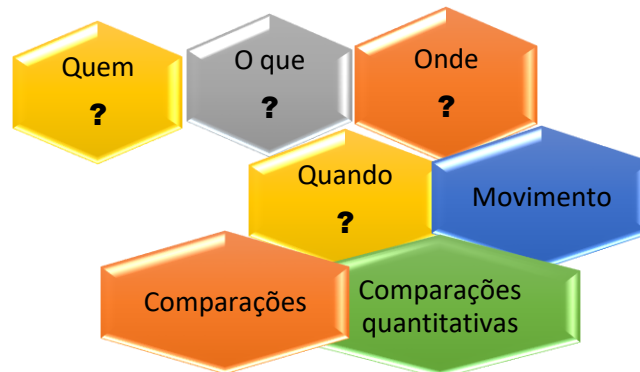 Quem
?
O que
?
Onde
?
Quando
?
Movimento
Comparações
Comparações
quantitativas